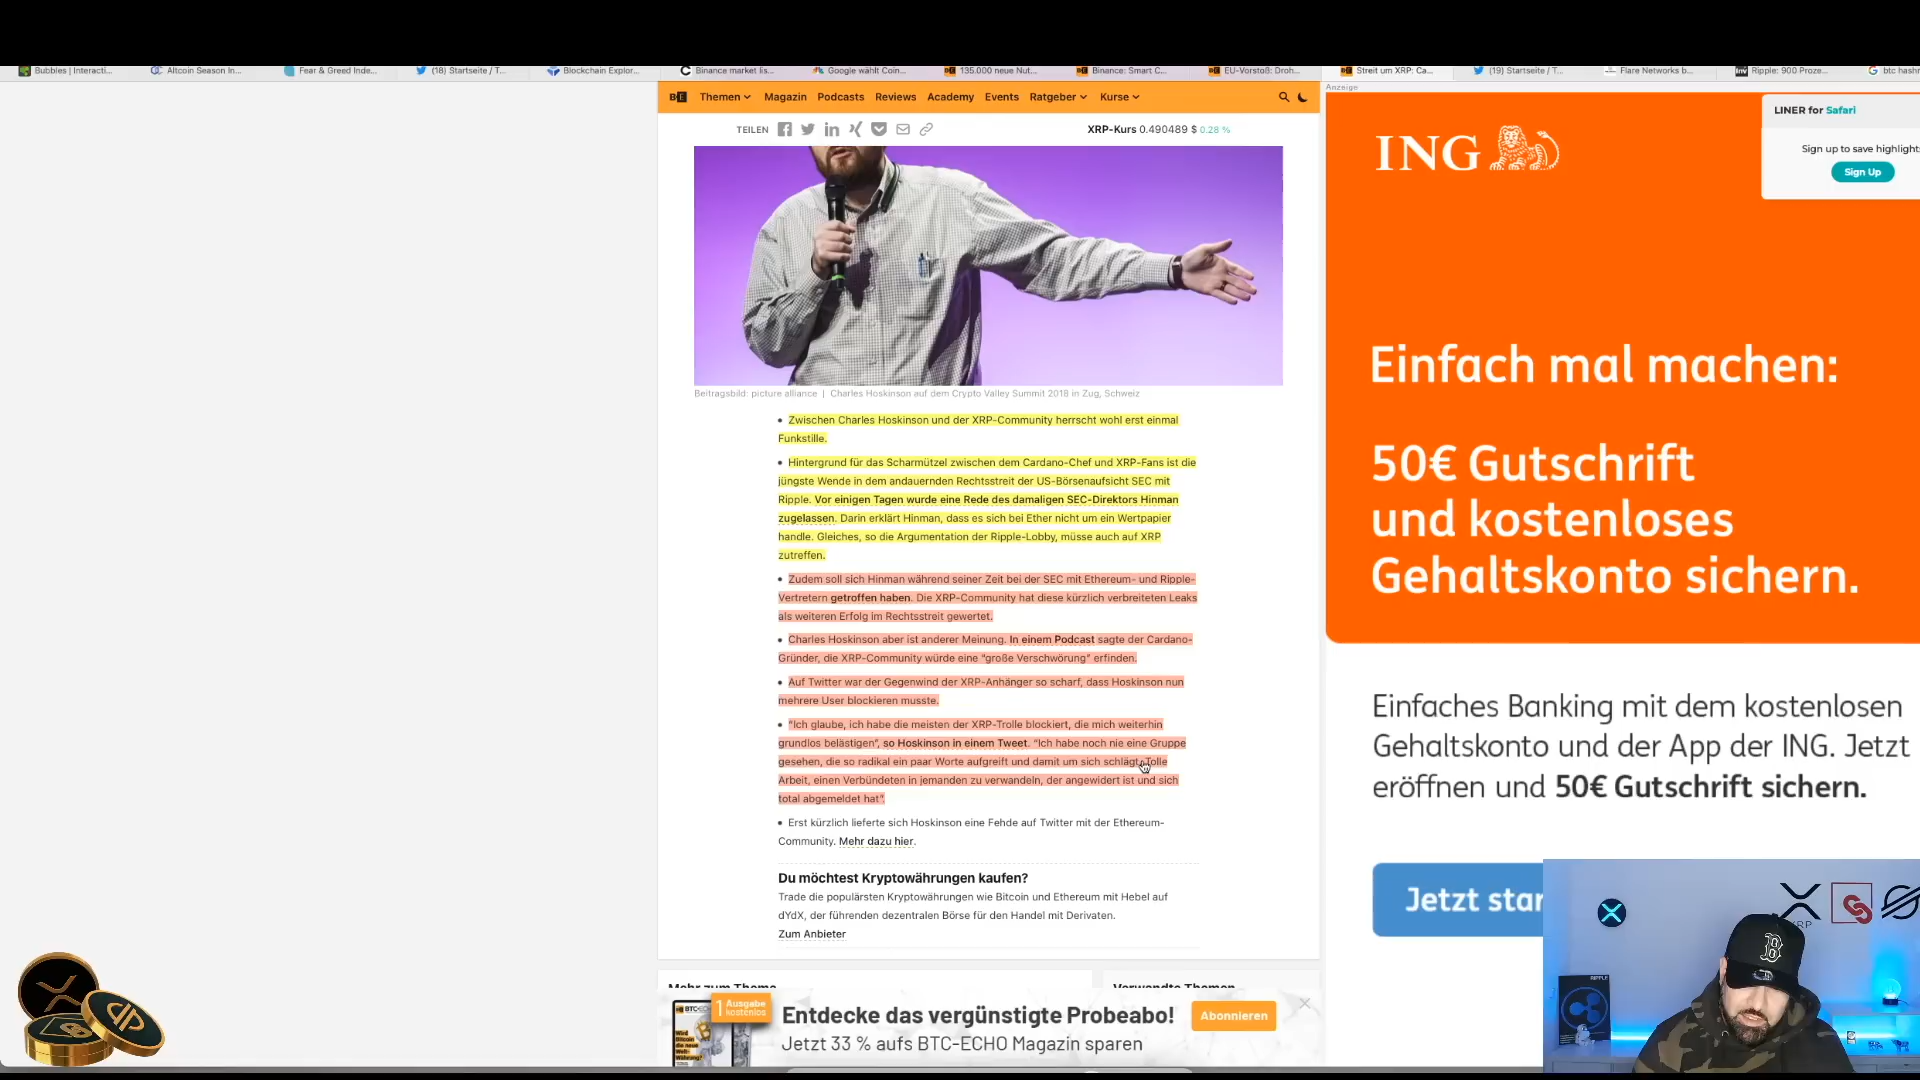 Bubbles | Interacti...
Altcoin Season In...
Fear & Greed Inde...
(18) Startseite / T...
Blockchain Explor...
Binance market lis...
Google wählt Coin...
135.000 neue Nut...
Binance: Smart C...
EU-Vorstoß: Droh...
Streit um XRP: Ca...
(19) Startseite / T...
Flare Networks b...
Ripple: 900 Proze...
btc hashr
Themen
Magazin
Podcasts
Reviews
Academy
Events
Ratgeber
Kurse
Anzeige
TEILEN
XRP-Kurs 0.490489 $ 0.28 %
ING
LINER for Safari
Sign up to save highlight
Sign Up
Beitragsbild: picture alliance | Charles Hoskinson auf dem Crypto Valley Summit 2018 in Zug, Schweiz
• Zwischen Charles Hoskinson und der XRP-Community herrscht wohl erst einmal
Funkstille.
• Hintergrund für das Scharmützel zwischen dem Cardano-Chef und XRP-Fans ist die
jüngste Wende in dem andauernden Rechtsstreit der US-Börsenaufsicht SEC mit
Ripple. Vor einigen Tagen wurde eine Rede des damaligen SEC-Direktors Hinman
zugelassen. Darin erklärt Hinman, dass es sich bei Ether nicht um ein Wertpapier
handle. Gleiches, so die Argumentation der Ripple-Lobby, müsse auch auf XRP
zutreffen.
• Zudem soll sich Hinman während seiner Zeit bei der SEC mit Ethereum- und Ripple-
Vertretern getroffen haben. Die XRP-Community hat diese kürzlich verbreiteten Leaks
als weiteren Erfolg im Rechtsstreit gewertet.
• Charles Hoskinson aber ist anderer Meinung. In einem Podcast sagte der Cardano-
Gründer, die XRP-Community würde eine "große Verschwörung" erfinden.
• Auf Twitter war der Gegenwind der XRP-Anhänger so scharf, dass Hoskinson nun
mehrere User blockieren musste.
• "Ich glaube, ich habe die meisten der XRP-Trolle blockiert, die mich weiterhin
grundlos belästigen", so Hoskinson in einem Tweet. "Ich habe noch nie eine Gruppe
gesehen, die so radikal ein paar Worte aufgreift und damit um sich schlägt. Tolle
Arbeit, einen Verbündeten in jemanden zu verwandeln, der angewidert ist und sich
total abgemeldet hat".
• Erst kürzlich lieferte sich Hoskinson eine Fehde auf Twitter mit der Ethereum-
Community. Mehr dazu hier.
Du möchtest Kryptowährungen kaufen?
Trade die populärsten Kryptowährungen wie Bitcoin und Ethereum mit Hebel auf
dYdX, der führenden dezentralen Börse für den Handel mit Derivaten.
Zum Anbieter
Mehr zum Thema
Verwandte Themen
1 Ausgabe
kostenlos
Wird
Bitcoin
die neue
Welt-
Währung?
Entdecke das vergünstigte Probeabo!
Jetzt 33 % aufs BTC-ECHO Magazin sparen
Abonnieren
Einfach mal machen:
50€ Gutschrift
und kostenloses
Gehaltskonto sichern.
Einfaches Banking mit dem kostenlosen
Gehaltskonto und der App der ING. Jetzt
eröffnen und 50€ Gutschrift sichern.
Jetzt star
XRP
B
RIPPLE